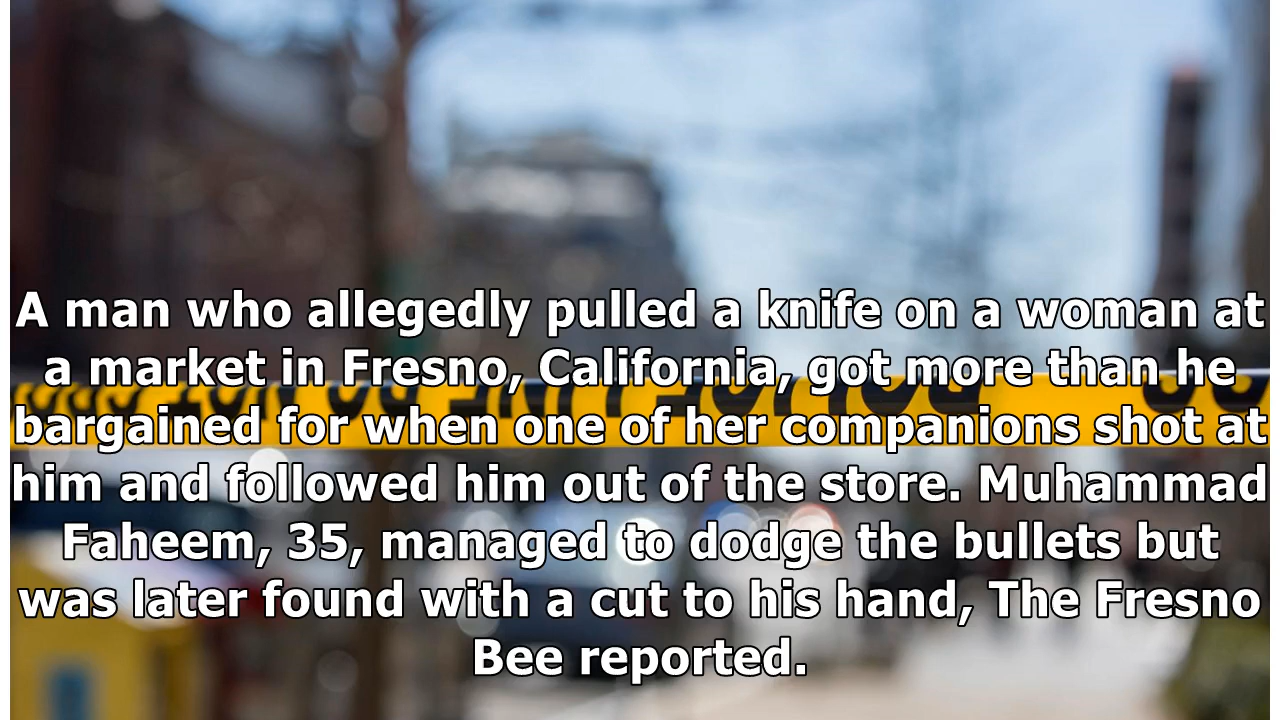 A man who allegedly pulled a knife on a woman at
a market in Fresno, California, got more than he
bargained for when one of her companions shot at
him and followed him out of the store. Muhammad
Faheem, 35, managed to dodge the bullets but
was later found with a cut to his hand, The Fresno
Bee reported.